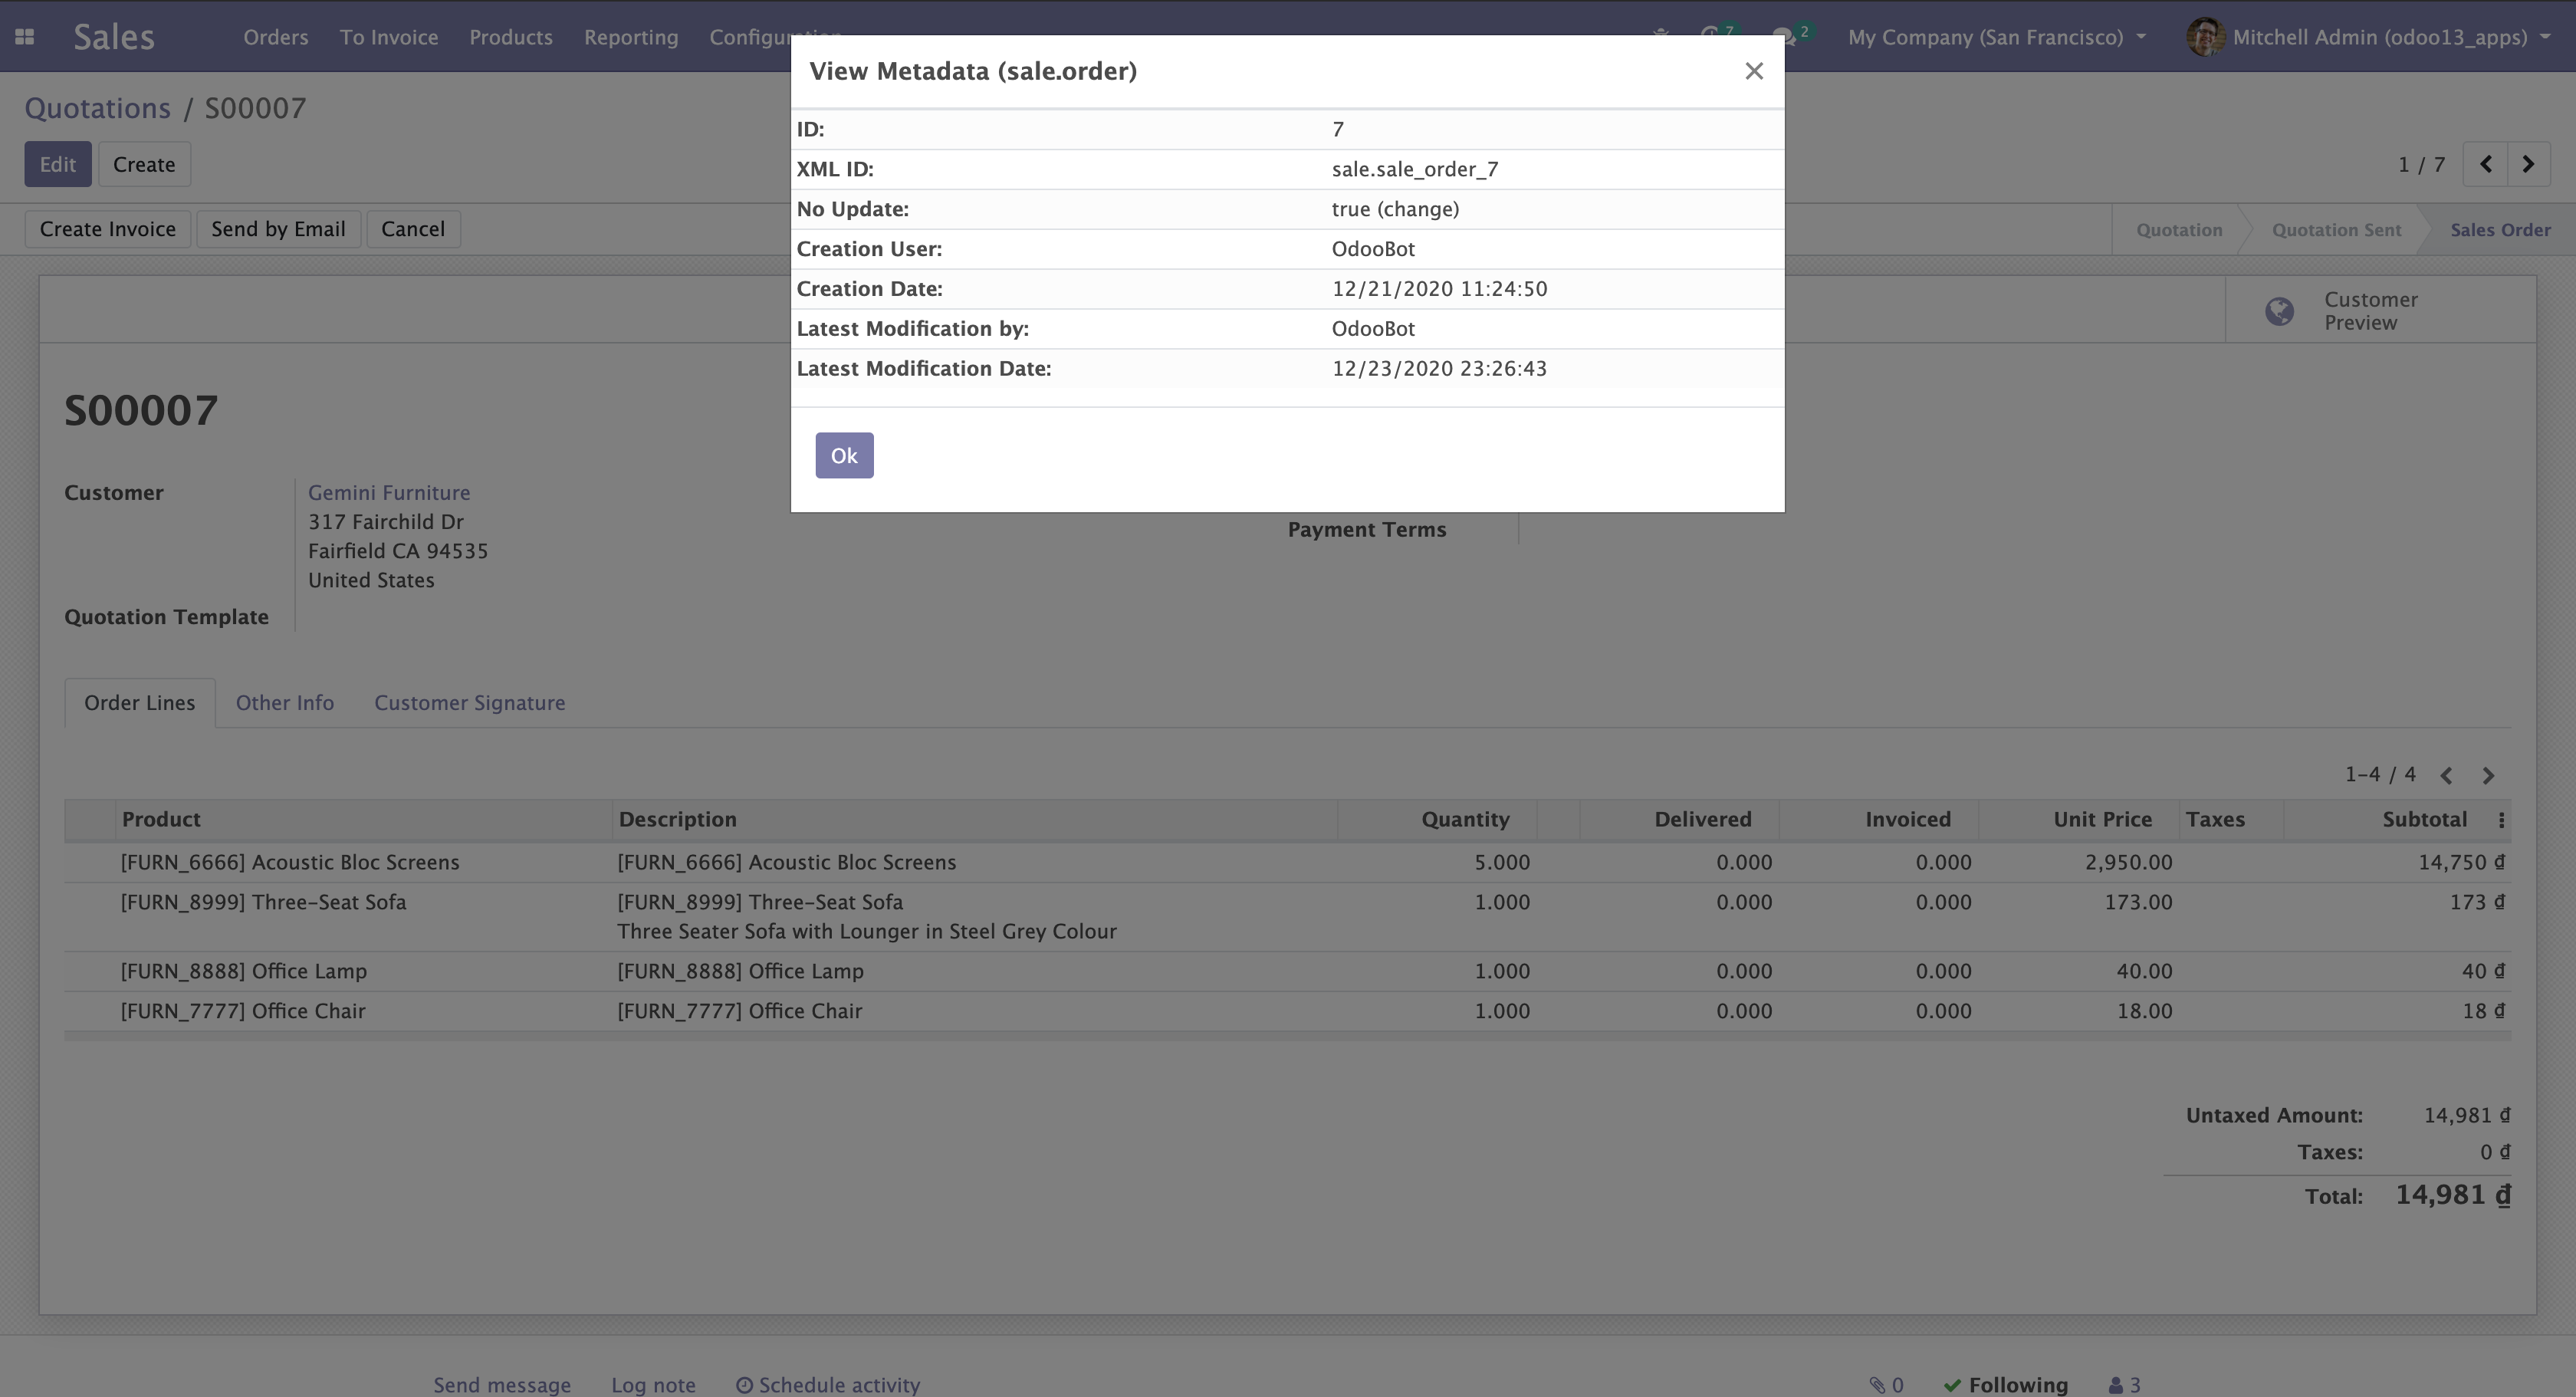 Sales
Orders To Invoice Products Reporting Configuration
7 2 My Company (San Francisco) Mitchell Admin (odoo13_apps)
View Metadata (sale.order)
ID: 7
XML ID: sale.sale_order_7
No Update: true (change)
Creation User: OdooBot
Creation Date: 12/21/2020 11:24:50
Latest Modification by: OdooBot
Latest Modification Date: 12/23/2020 23:26:43
Ok
Quotations / S00007
Edit Create
1 / 7
Create Invoice Send by Email Cancel
Quotation Quotation Sent Sales Order
Customer
Preview
S00007
Customer Gemini Furniture
317 Fairchild Dr
Fairfield CA 94535
United States
Payment Terms
Quotation Template
Order Lines Other Info Customer Signature
1-4 / 4
Product Description Quantity Delivered Invoiced Unit Price Taxes Subtotal
[FURN_6666] Acoustic Bloc Screens [FURN_6666] Acoustic Bloc Screens 5.000 0.000 0.000 2,950.00 14,750 ₫
[FURN_8999] Three-Seat Sofa [FURN_8999] Three-Seat Sofa 1.000 0.000 0.000 173.00 173 ₫
Three Seater Sofa with Lounger in Steel Grey Colour
[FURN_8888] Office Lamp [FURN_8888] Office Lamp 1.000 0.000 0.000 40.00 40 ₫
[FURN_7777] Office Chair [FURN_7777] Office Chair 1.000 0.000 0.000 18.00 18 ₫
Untaxed Amount: 14,981 ₫
Taxes: 0 ₫
Total: 14,981 ₫
Send message Log note Schedule activity 0 Following 3